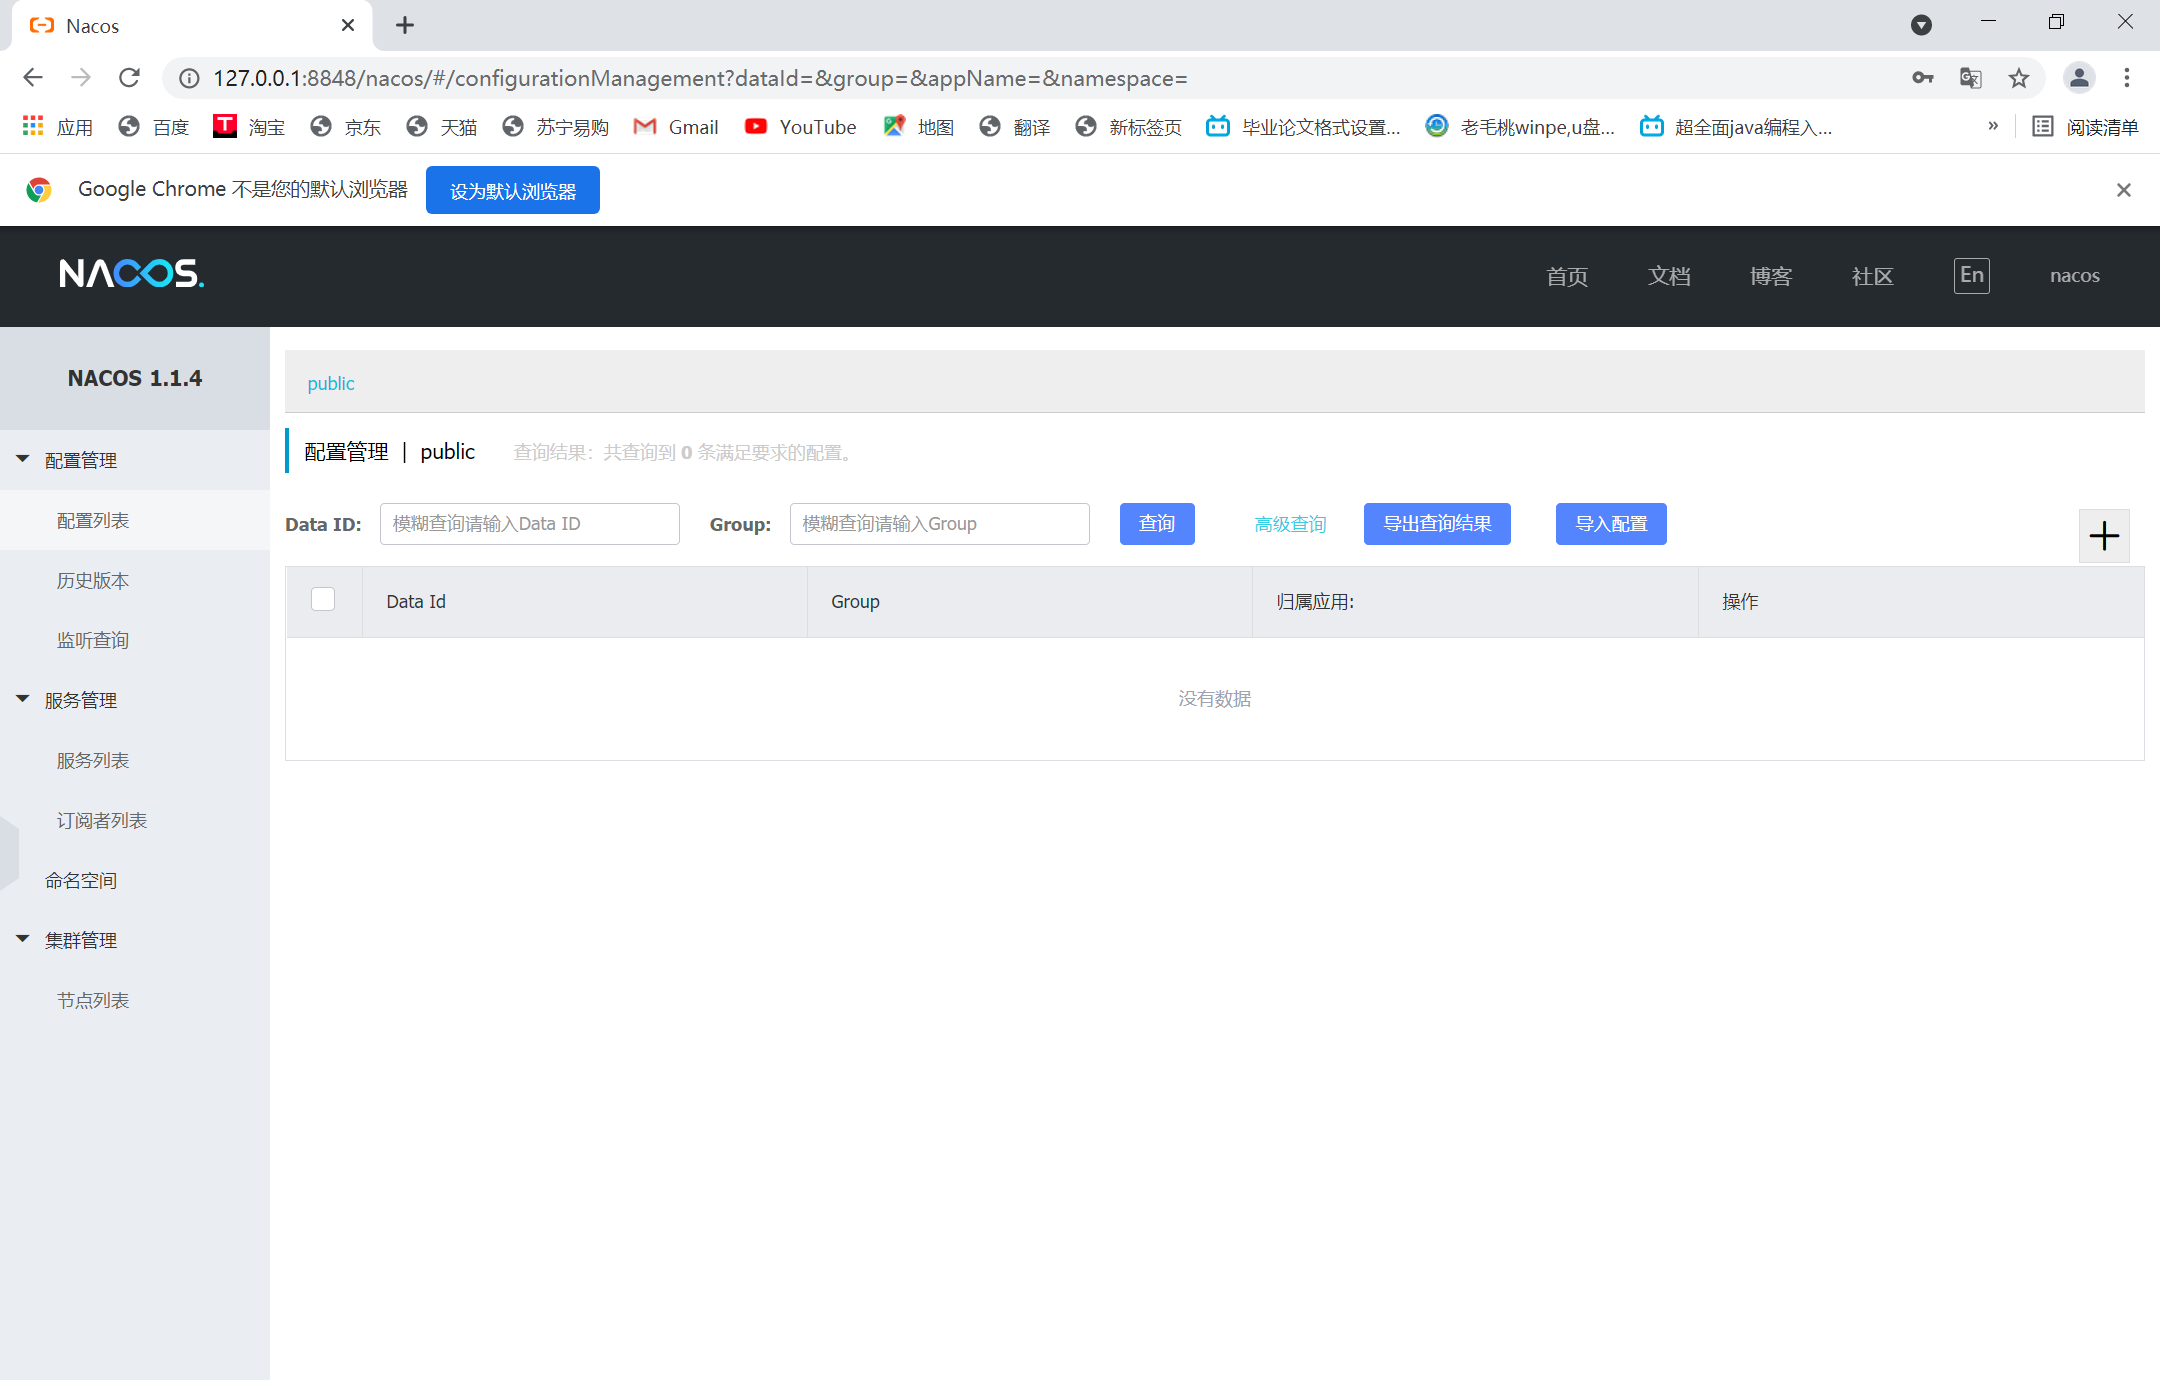 Nacos
127.0.0.1:8848/nacos/#/configurationManagement?dataId=&group=&appName=&namespace=
应用 百度 淘宝 京东 天猫 苏宁易购 Gmail YouTube 地图 翻译 新标签页 毕业论文格式设置... 老毛桃winpe,u盘... 超全面java编程入... » 阅读清单
Google Chrome 不是您的默认浏览器 设为默认浏览器
NACOS. 首页 文档 博客 社区 En nacos
NACOS 1.1.4
配置管理
配置列表
历史版本
监听查询
服务管理
服务列表
订阅者列表
命名空间
集群管理
节点列表
public
配置管理 | public 查询结果：共查询到 0 条满足要求的配置。
Data ID: 模糊查询请输入Data ID Group: 模糊查询请输入Group 查询 高级查询 导出查询结果 导入配置
Data Id Group 归属应用: 操作
没有数据